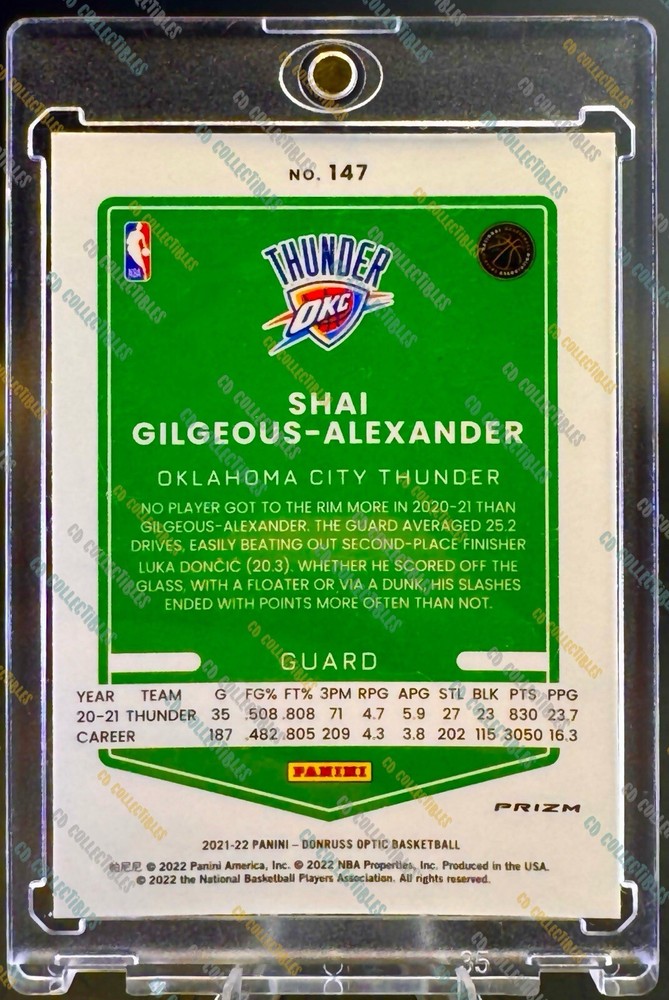 NO. 147
NBA
THUNDER
OKC
SHAI
GILGEOUS-ALEXANDER
OKLAHOMA CITY THUNDER
NO PLAYER GOT TO THE RIM MORE IN 2020-21 THAN
GILGEOUS-ALEXANDER. THE GUARD AVERAGED 25.2
DRIVES, EASILY BEATING OUT SECOND-PLACE FINISHER
LUKA DONČIĆ (20.3). WHETHER HE SCORED OFF THE
GLASS, WITH A FLOATER OR VIA A DUNK, HIS SLASHES
ENDED WITH POINTS MORE OFTEN THAN NOT.
GUARD
YEAR TEAM G FG% FT% 3PM RPG APG STL BLK PTS PPG
20-21 THUNDER 35 .508 .808 71 4.7 5.9 27 23 830 23.7
CAREER 187 .482 .805 209 4.3 3.8 202 115 3050 16.3
PANINI
PRIZM
2021-22 PANINI – DONRUSS OPTIC BASKETBALL
帕尼尼 © 2022 Panini America, Inc. © 2022 NBA Properties, Inc. Produced in the USA.
© 2022 the National Basketball Players Association. All rights reserved.
35
CD COLLECTIBLES